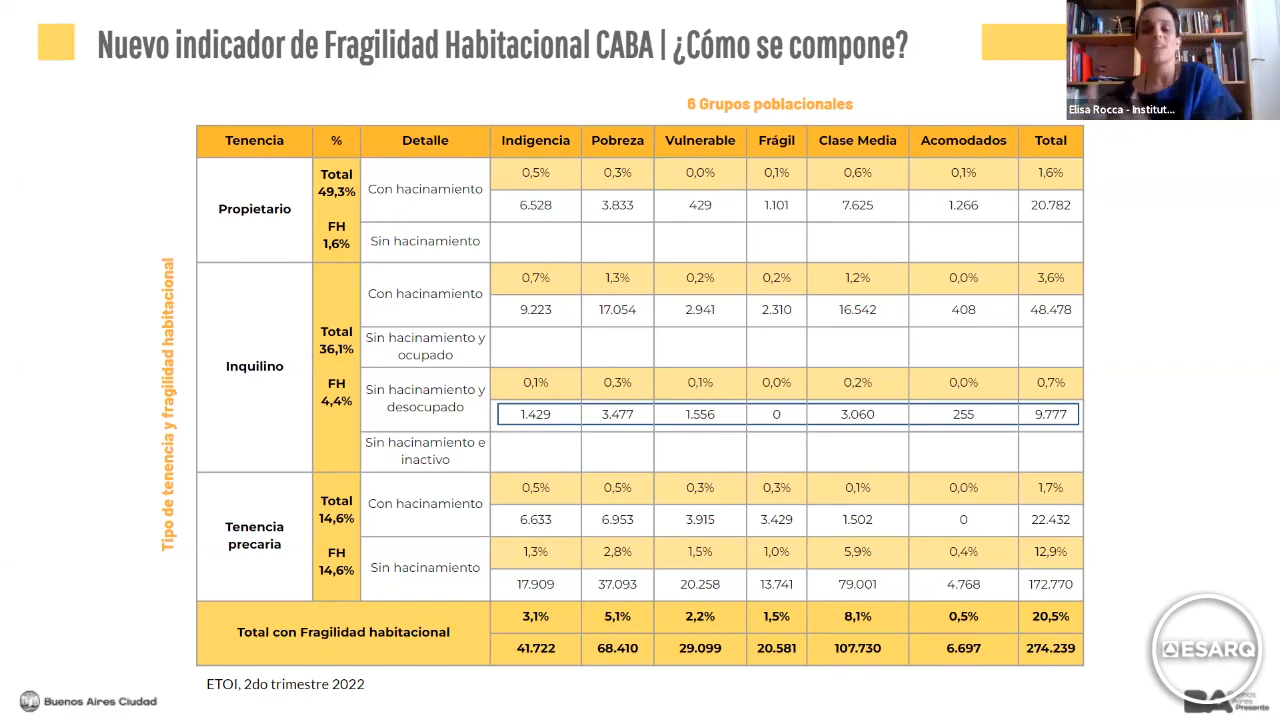 Nuevo indicador de Fragilidad Habitacional CABA | ¿Cómo se compone?
Elisa Rocca - Institut...
6 Grupos poblacionales
Tipo de tenencia y fragilidad habitacional
Tenencia % Detalle Indigencia Pobreza Vulnerable Frágil Clase Media Acomodados Total
Propietario
Total
49,3%
FH
1,6%
Con hacinamiento
0,5% 0,3% 0,0% 0,1% 0,6% 0,1% 1,6%
6.528 3.833 429 1.101 7.625 1.266 20.782
Sin hacinamiento
Inquilino
Total
36,1%
FH
4,4%
Con hacinamiento
0,7% 1,3% 0,2% 0,2% 1,2% 0,0% 3,6%
9.223 17.054 2.941 2.310 16.542 408 48.478
Sin hacinamiento y
ocupado
Sin hacinamiento y
desocupado
0,1% 0,3% 0,1% 0,0% 0,2% 0,0% 0,7%
1.429 3.477 1.556 0 3.060 255 9.777
Sin hacinamiento e
inactivo
Tenencia
precaria
Total
14,6%
FH
14,6%
Con hacinamiento
0,5% 0,5% 0,3% 0,3% 0,1% 0,0% 1,7%
6.633 6.953 3.915 3.429 1.502 0 22.432
Sin hacinamiento
1,3% 2,8% 1,5% 1,0% 5,9% 0,4% 12,9%
17.909 37.093 20.258 13.741 79.001 4.768 172.770
Total con Fragilidad habitacional
3,1% 5,1% 2,2% 1,5% 8,1% 0,5% 20,5%
41.722 68.410 29.099 20.581 107.730 6.697 274.239
ETOI, 2do trimestre 2022
Buenos Aires Ciudad
ESARQ
BA
Buenos
Aires
Presente